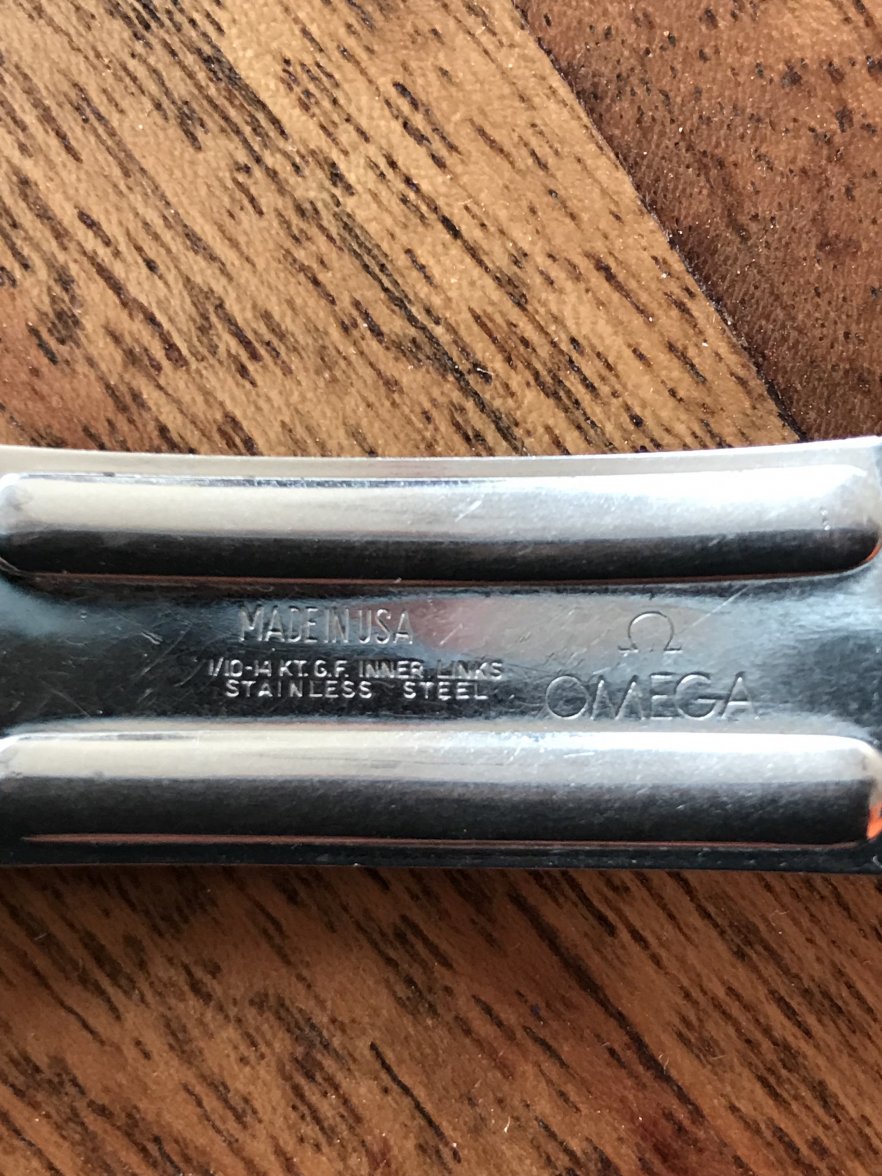 MADE IN USA
1/10-14 KT. G.F. INNER LINKS
STAINLESS STEEL
Ω
OMEGA